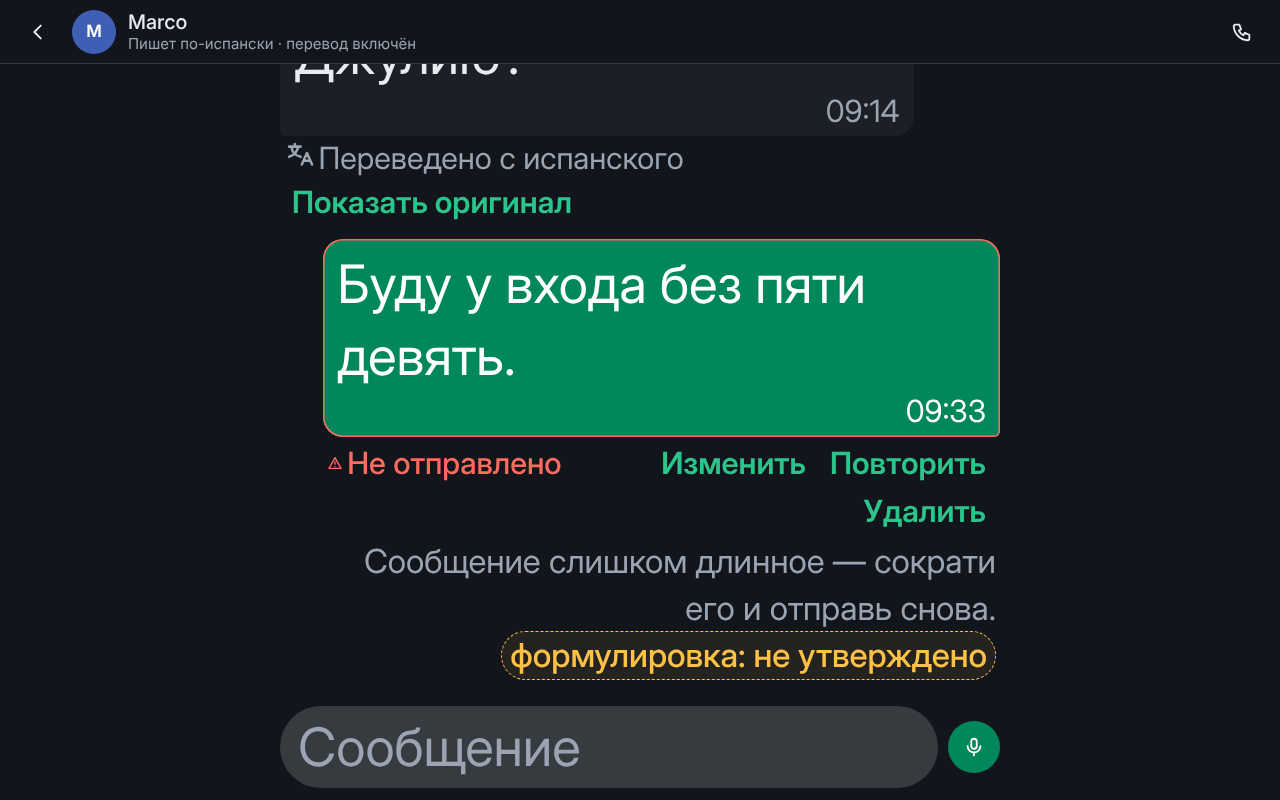 M
Marco
Пишет по-испански · перевод включён
09:14
Переведено с испанского
Показать оригинал
Буду у входа без пяти
девять.
09:33
Не отправлено
Изменить Повторить
Удалить
Сообщение слишком длинное — сократи
его и отправь снова.
формулировка: не утверждено
Сообщение